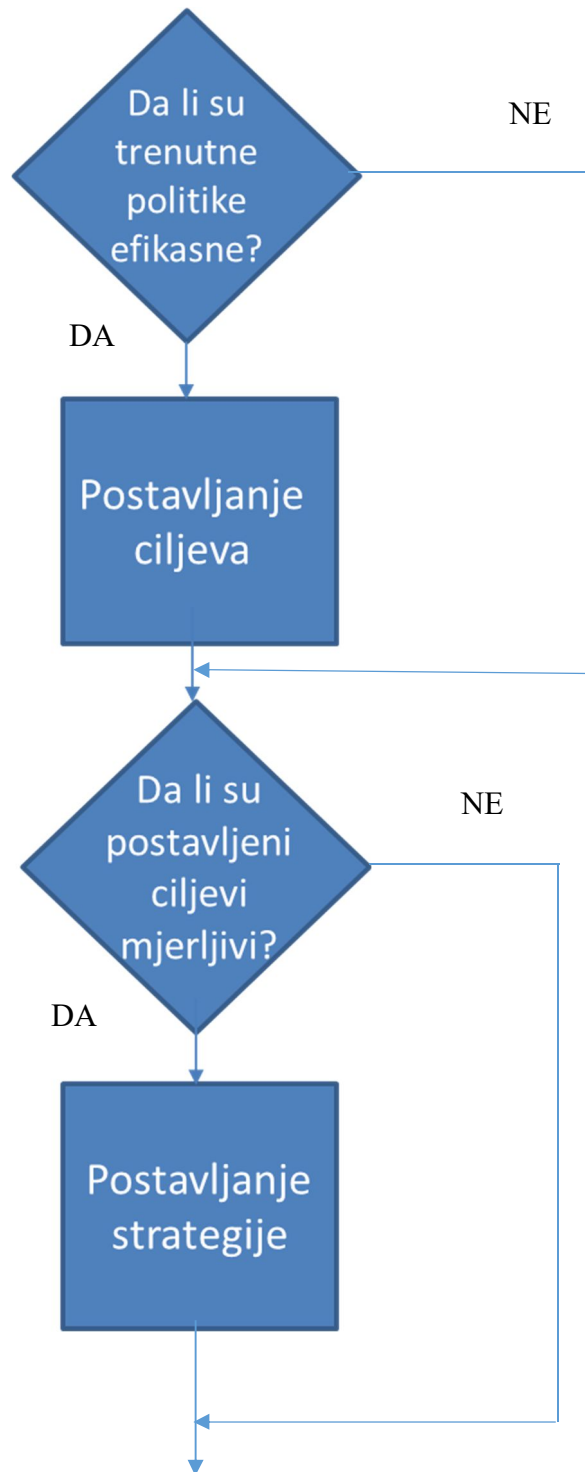 Da li su
trenutne
politike
efikasne?
NE
DA
Postavljanje
ciljeva
Da li su
postavljeni
ciljevi
mjerljivi?
NE
DA
Postavljanje
strategije